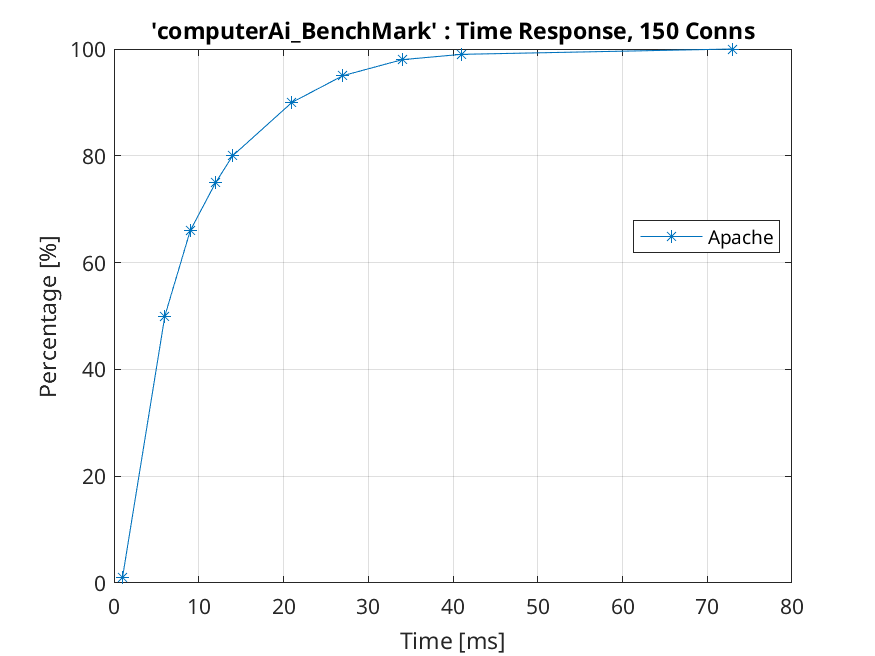 'computerAi_BenchMark' : Time Response, 150 Conns
100
80
60
40
20
0
Percentage [%]
Apache
0 10 20 30 40 50 60 70 80
Time [ms]